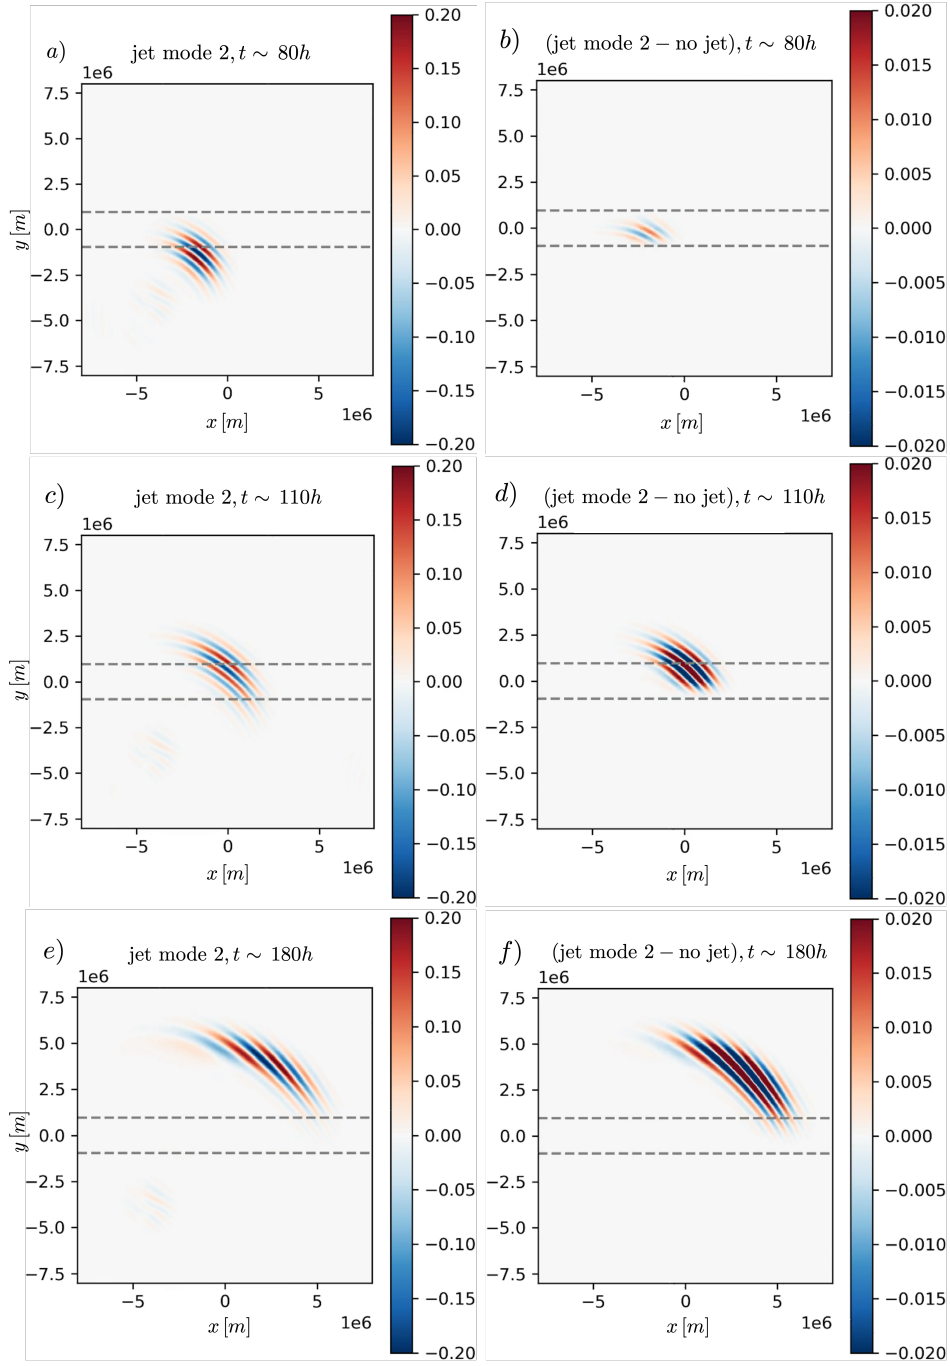 a) jet mode 2, t ∼ 80h
1e6
7.5
5.0
2.5
0.0
−2.5
−5.0
−7.5
y [m]
−5 0 5
1e6
x [m]
0.20
0.15
0.10
0.05
0.00
−0.05
−0.10
−0.15
−0.20
b) (jet mode 2 − no jet), t ∼ 80h
1e6
7.5
5.0
2.5
0.0
−2.5
−5.0
−7.5
−5 0 5
1e6
x [m]
0.020
0.015
0.010
0.005
0.000
−0.005
−0.010
−0.015
−0.020
c) jet mode 2, t ∼ 110h
1e6
7.5
5.0
2.5
0.0
−2.5
−5.0
−7.5
y [m]
−5 0 5
1e6
x [m]
0.20
0.15
0.10
0.05
0.00
−0.05
−0.10
−0.15
−0.20
d) (jet mode 2 − no jet), t ∼ 110h
1e6
7.5
5.0
2.5
0.0
−2.5
−5.0
−7.5
−5 0 5
1e6
x [m]
0.020
0.015
0.010
0.005
0.000
−0.005
−0.010
−0.015
−0.020
e) jet mode 2, t ∼ 180h
1e6
7.5
5.0
2.5
0.0
−2.5
−5.0
−7.5
y [m]
−5 0 5
1e6
x [m]
0.20
0.15
0.10
0.05
0.00
−0.05
−0.10
−0.15
−0.20
f) (jet mode 2 − no jet), t ∼ 180h
1e6
7.5
5.0
2.5
0.0
−2.5
−5.0
−7.5
−5 0 5
1e6
x [m]
0.020
0.015
0.010
0.005
0.000
−0.005
−0.010
−0.015
−0.020